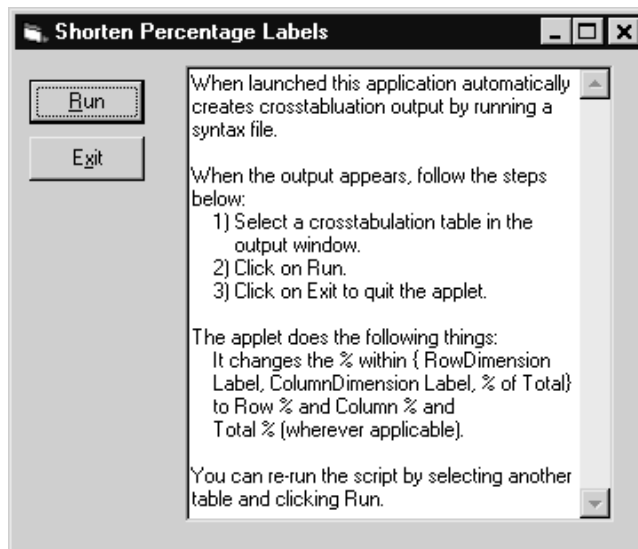 Shorten Percentage Labels
Run
Exit
When launched this application automatically
creates crosstabluation output by running a
syntax file.
When the output appears, follow the steps
below:
1) Select a crosstabulation table in the
output window.
2) Click on Run.
3) Click on Exit to quit the applet.
The applet does the following things:
It changes the % within { RowDimension
Label, ColumnDimension Label, % of Total}
to Row % and Column % and
Total % (wherever applicable).
You can re-run the script by selecting another
table and clicking Run.